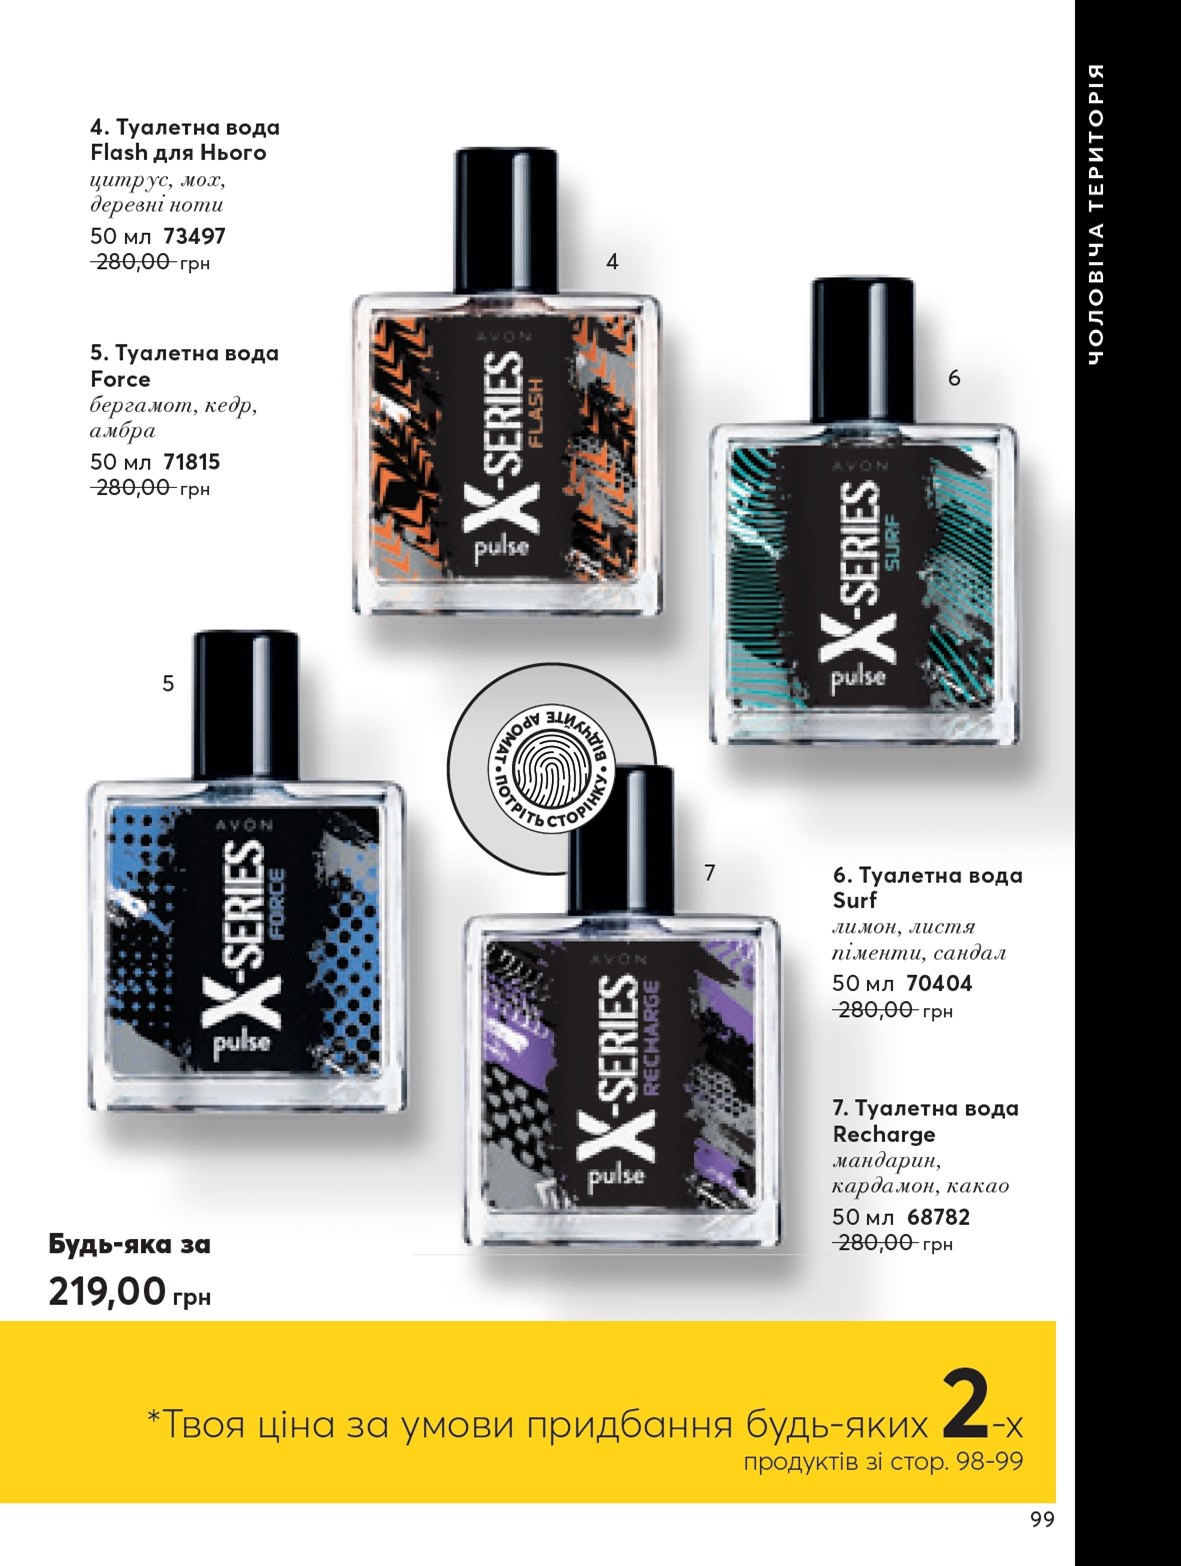 ЧОЛОВІЧА ТЕРИТОРІЯ
4. Туалетна вода
Flash для Нього
цитрус, мох,
деревні ноти
50 мл 73497
280,00 грн
5. Туалетна вода
Force
бергамот, кедр,
амбра
50 мл 71815
280,00 грн
4
AVON
X-SERIES
FLASH
pulse
6
AVON
X-SERIES
SURF
pulse
5
AVON
X-SERIES
FORCE
pulse
ПОТРІТЬ СТОРІНКУ • ВІДЧУЙТЕ АРОМАТ •
7
AVON
X-SERIES
RECHARGE
pulse
6. Туалетна вода
Surf
лимон, листя
піменти, сандал
50 мл 70404
280,00 грн
7. Туалетна вода
Recharge
мандарин,
кардамон, какао
50 мл 68782
280,00 грн
Будь-яка за
219,00 грн
*Твоя ціна за умови придбання будь-яких 2-х
продуктів зі стор. 98-99
99